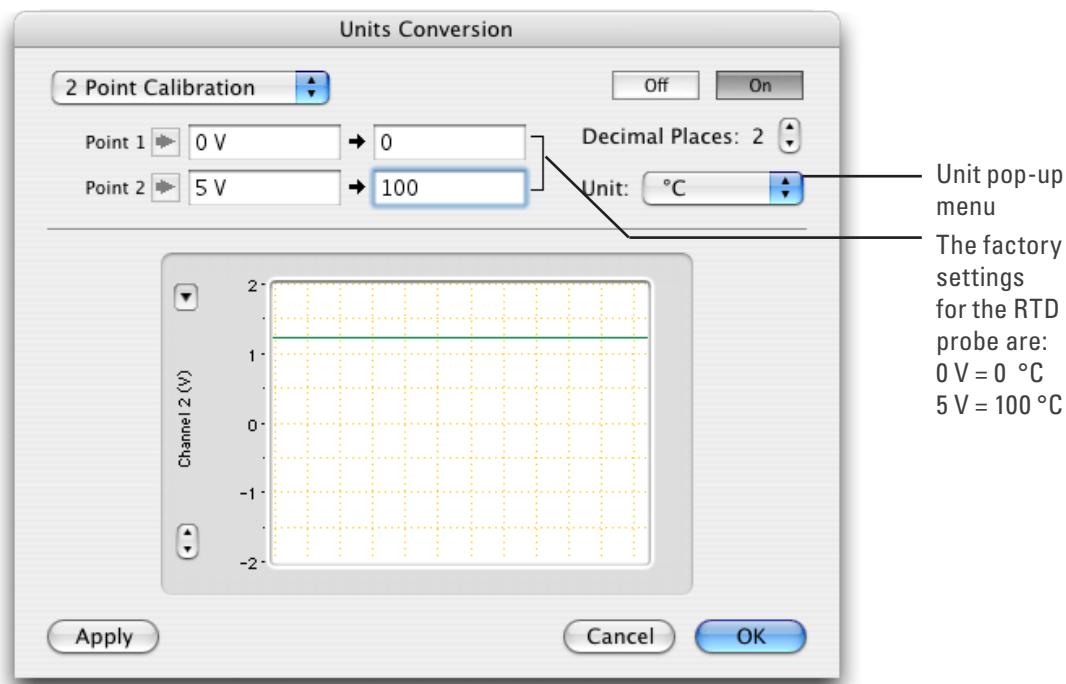 Units Conversion
2 Point Calibration
Off On
Point 1 0 V 0
Decimal Places: 2
Point 2 5 V 100
Unit: °C
Unit pop-up
menu
The factory
settings
for the RTD
probe are:
0 V = 0 °C
5 V = 100 °C
Channel 2 (V)
2
1
0
-1
-2
Apply
Cancel
OK